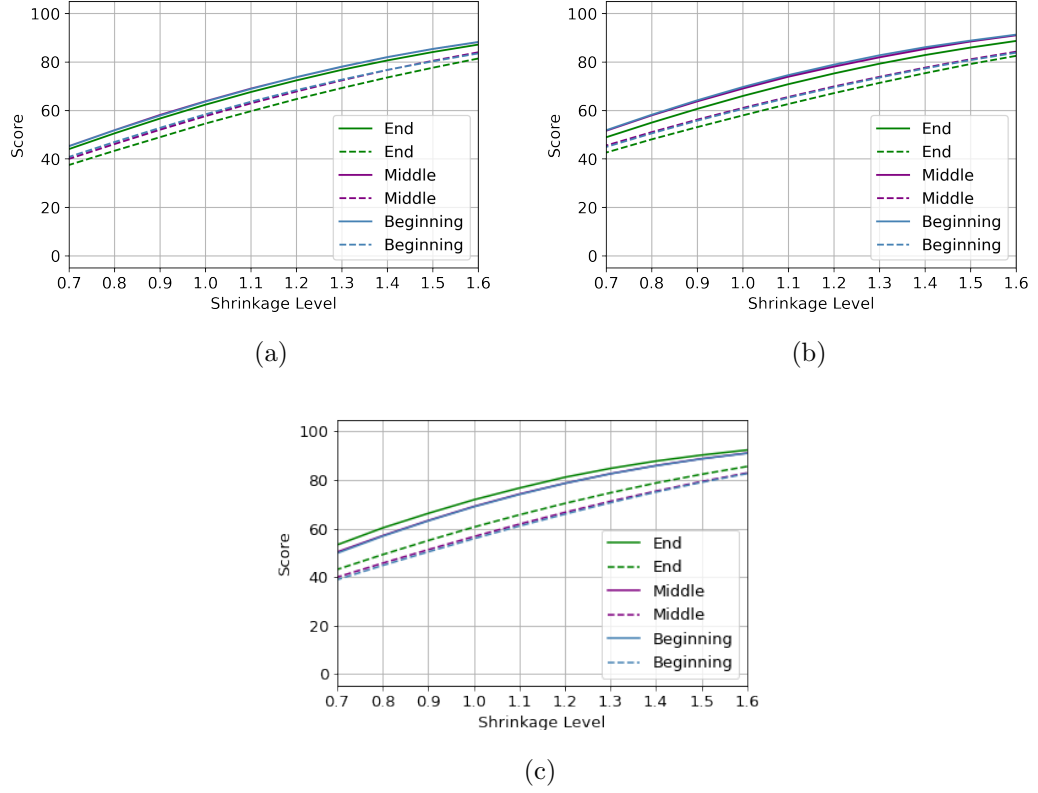 100
80
60
40
20
0
Score
End
End
Middle
Middle
Beginning
Beginning
0.7 0.8 0.9 1.0 1.1 1.2 1.3 1.4 1.5 1.6
Shrinkage Level
(a)
100
80
60
40
20
0
Score
End
End
Middle
Middle
Beginning
Beginning
0.7 0.8 0.9 1.0 1.1 1.2 1.3 1.4 1.5 1.6
Shrinkage Level
(b)
100
80
60
40
20
0
Score
End
End
Middle
Middle
Beginning
Beginning
0.7 0.8 0.9 1.0 1.1 1.2 1.3 1.4 1.5 1.6
Shrinkage Level
(c)